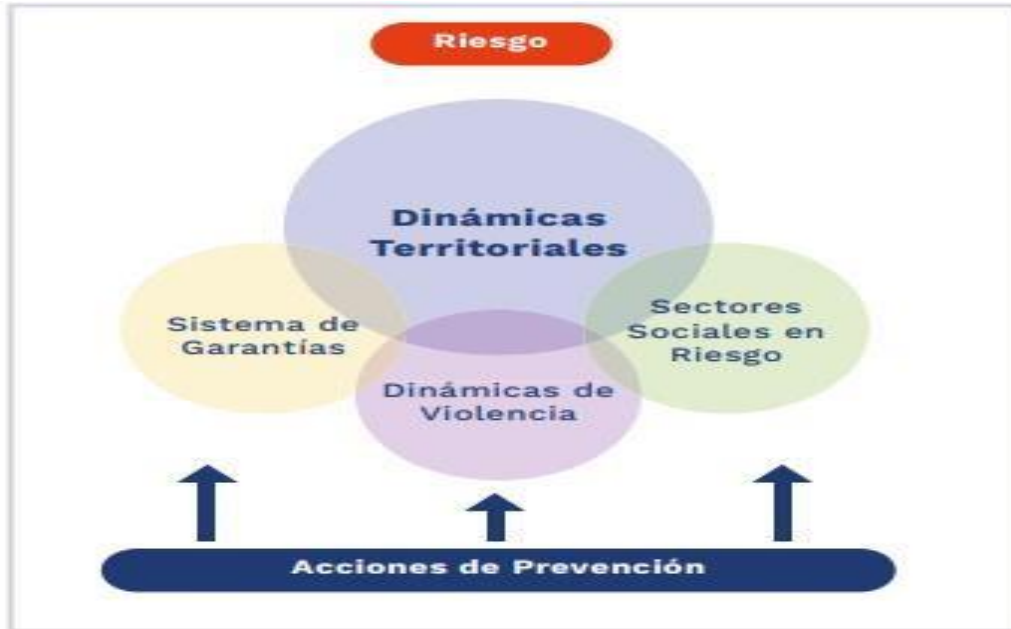 Riesgo
Dinámicas
Territoriales
Sistema de
Garantías
Sectores
Sociales en
Riesgo
Dinámicas de
Violencia
Acciones de Prevención